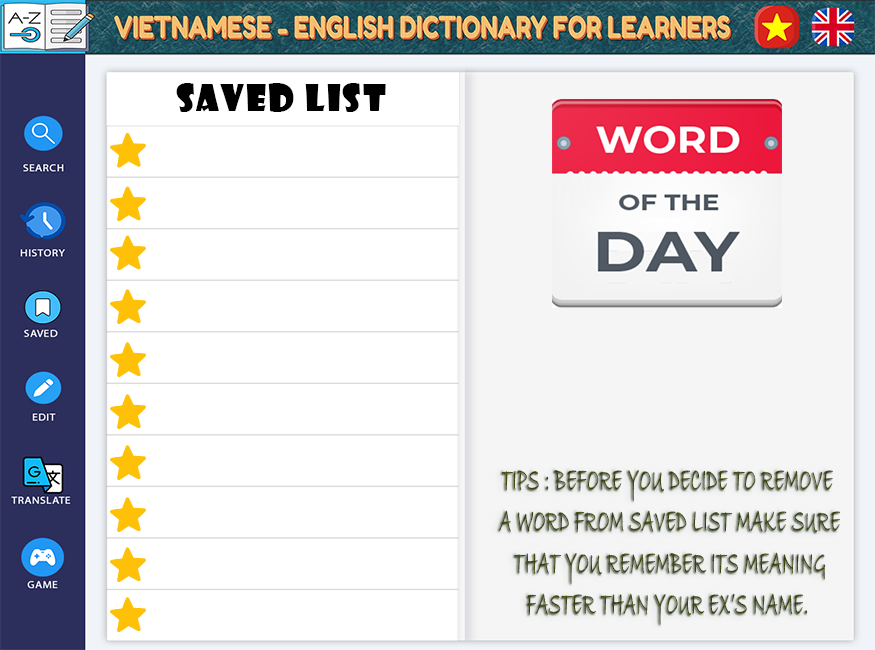 A-Z
VIETNAMESE - ENGLISH DICTIONARY FOR LEARNERS
SEARCH
HISTORY
SAVED
EDIT
G 文
TRANSLATE
GAME
SAVED LIST
WORD
OF THE
DAY
TIPS : BEFORE YOU DECIDE TO REMOVE
A WORD FROM SAVED LIST MAKE SURE
THAT YOU REMEMBER ITS MEANING
FASTER THAN YOUR EX'S NAME.